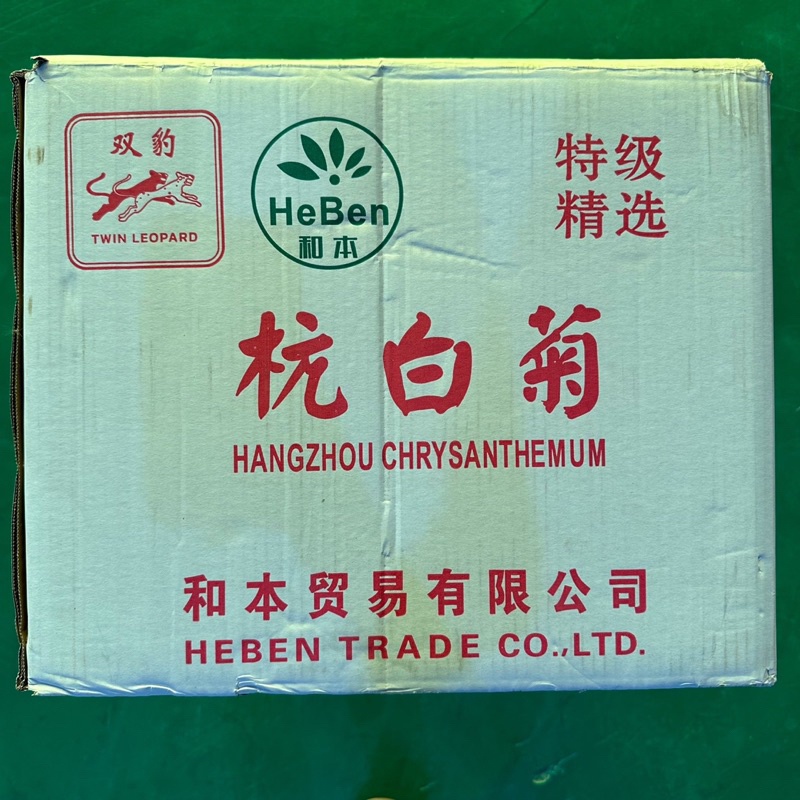 双豹
TWIN LEOPARD
HeBen
和本
特级
精选
杭白菊
HANGZHOU CHRYSANTHEMUM
和本贸易有限公司
HEBEN TRADE CO.,LTD.